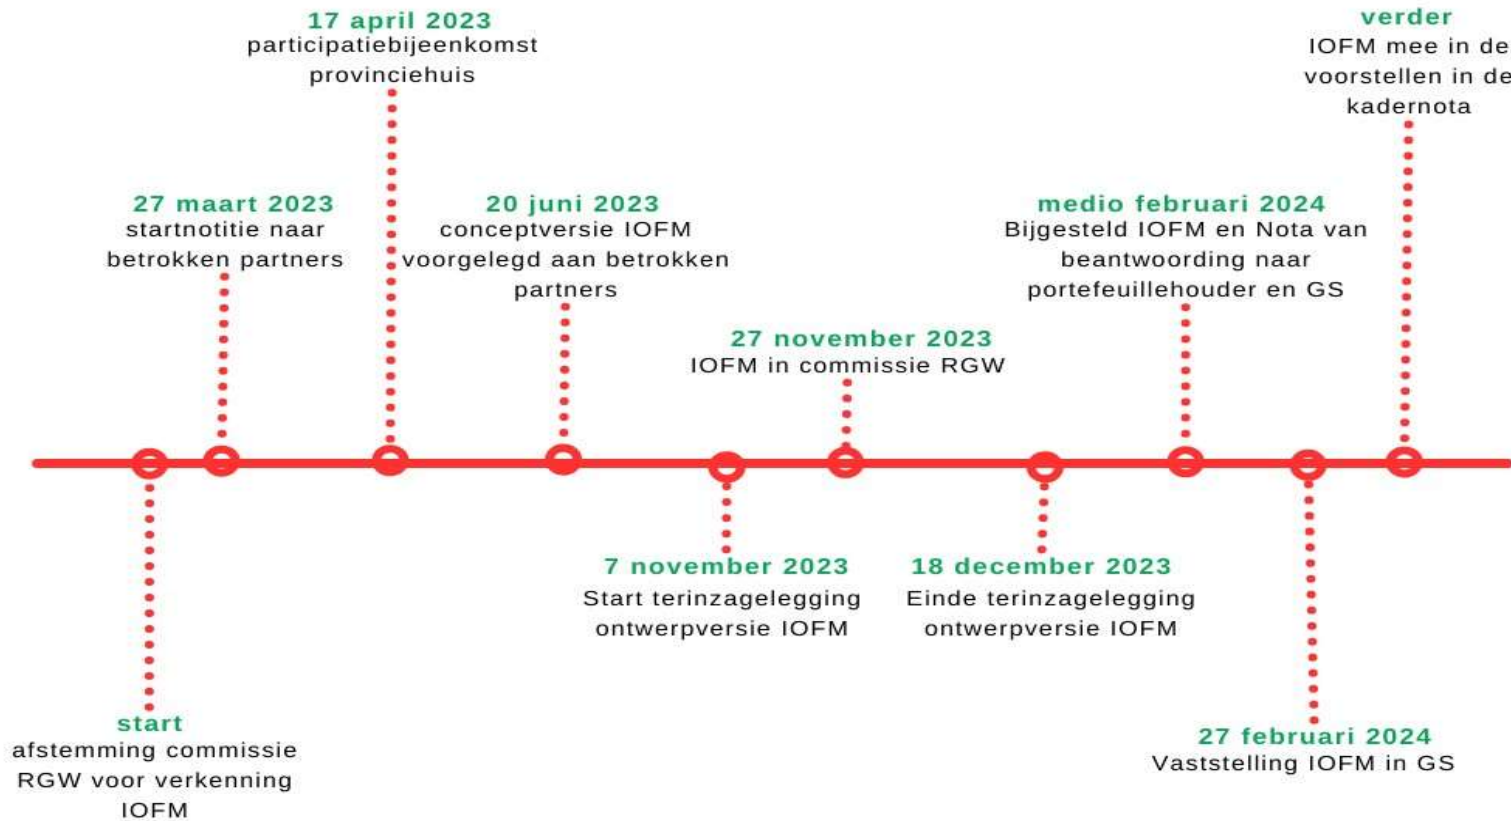 17 april 2023
participatiebijeenkomst
provinciehuis
verder
IOFM mee in de
voorstellen in de
kadernota
27 maart 2023
startnotitie naar
betrokken partners
20 juni 2023
conceptversie IOFM
voorgelegd aan betrokken
partners
medio februari 2024
Bijgesteld IOFM en Nota van
beantwoording naar
portefeuillehouder en GS
27 november 2023
IOFM in commissie RGW
7 november 2023
Start terinzagelegging
ontwerpversie IOFM
18 december 2023
Einde terinzagelegging
ontwerpversie IOFM
start
afstemming commissie
RGW voor verkenning
IOFM
27 februari 2024
Vaststelling IOFM in GS